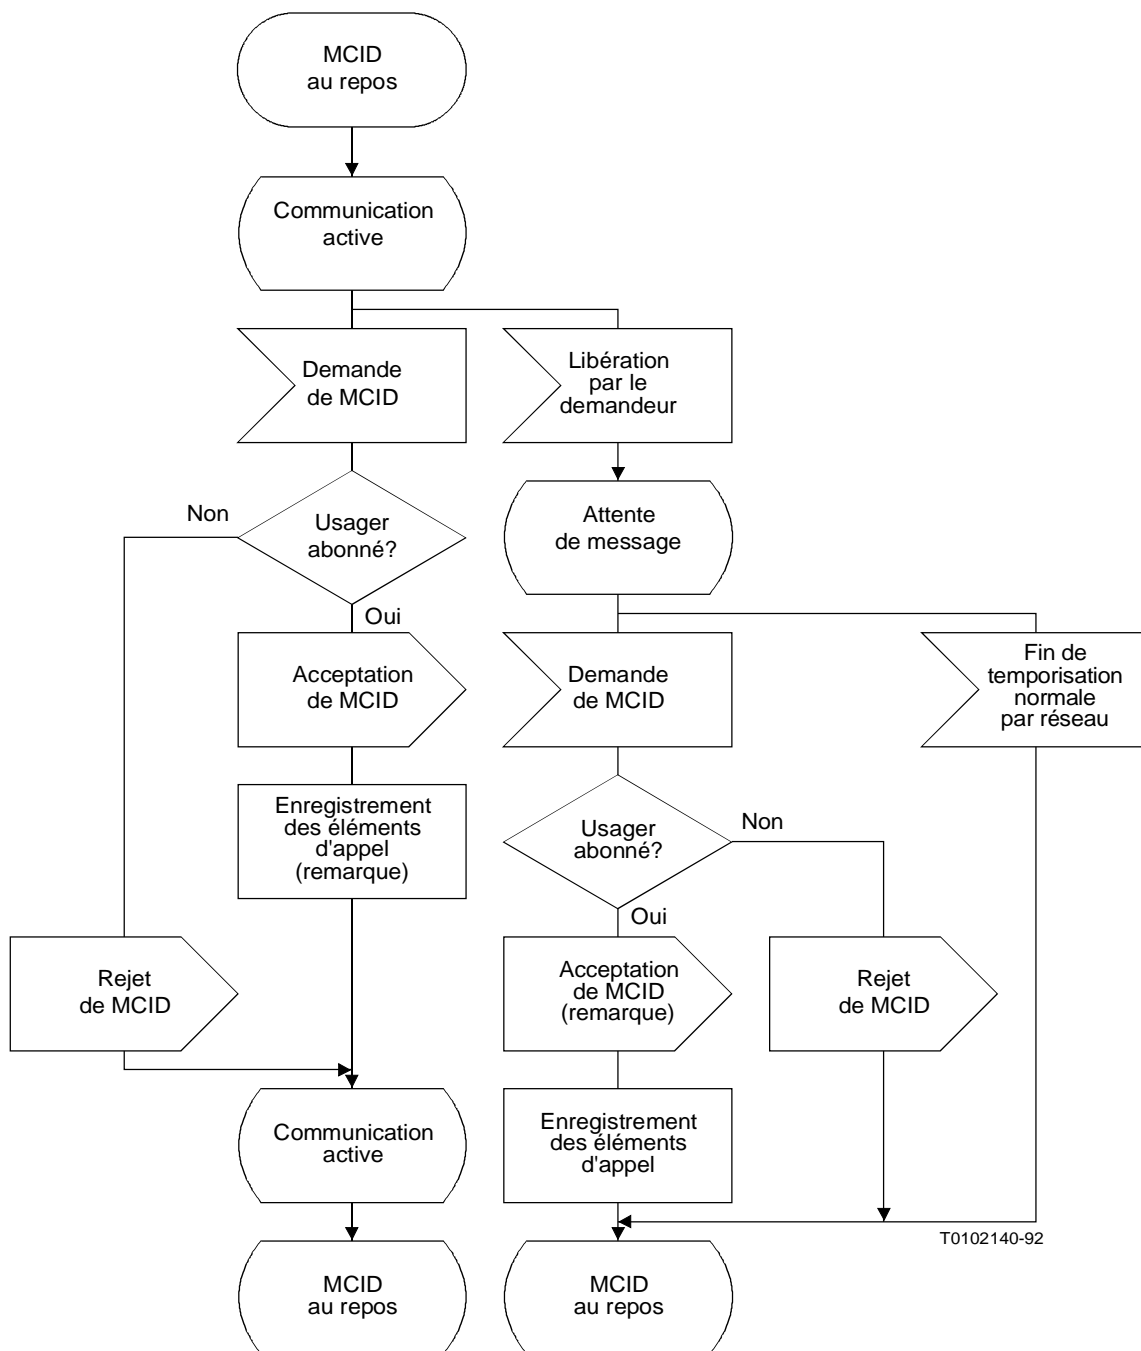 MCID
au repos
Communication
active
Demande
de MCID
Libération
par le
demandeur
Non
Usager
abonné?
Attente
de message
Oui
Acceptation
de MCID
Demande
de MCID
Fin de
temporisation
normale
par réseau
Enregistrement
des éléments
d'appel
(remarque)
Usager
abonné?
Non
Oui
Rejet
de MCID
Acceptation
de MCID
(remarque)
Rejet
de MCID
Communication
active
Enregistrement
des éléments
d'appel
T0102140-92
MCID
au repos
MCID
au repos